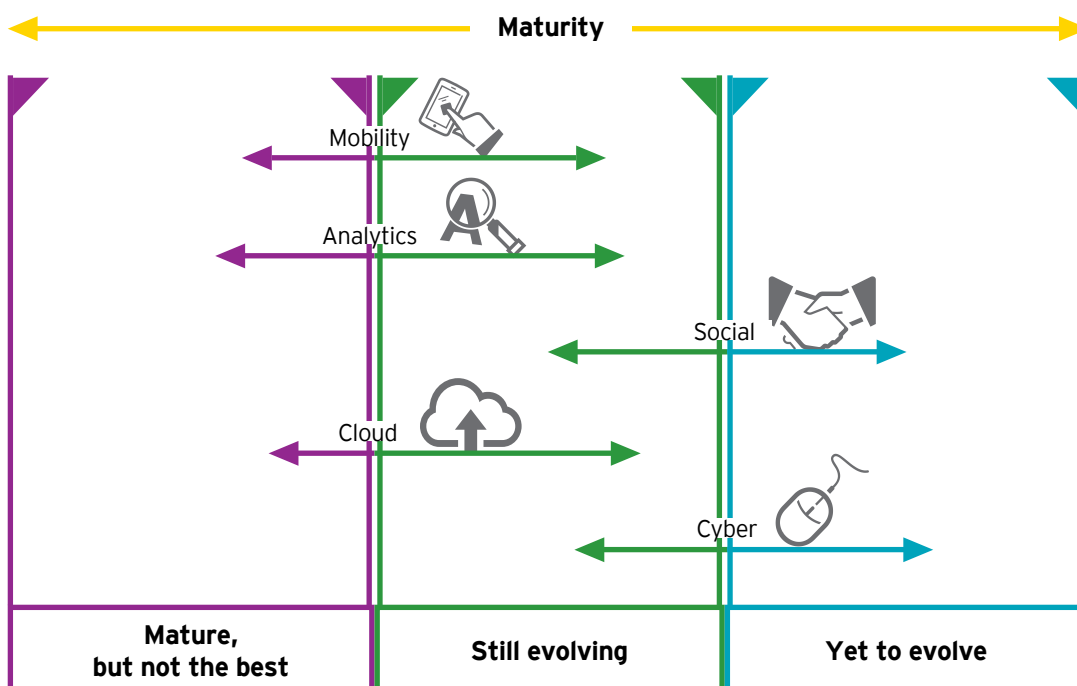 Maturity
Mobility
Analytics
Social
Cloud
Cyber
Mature,
but not the best
Still evolving
Yet to evolve